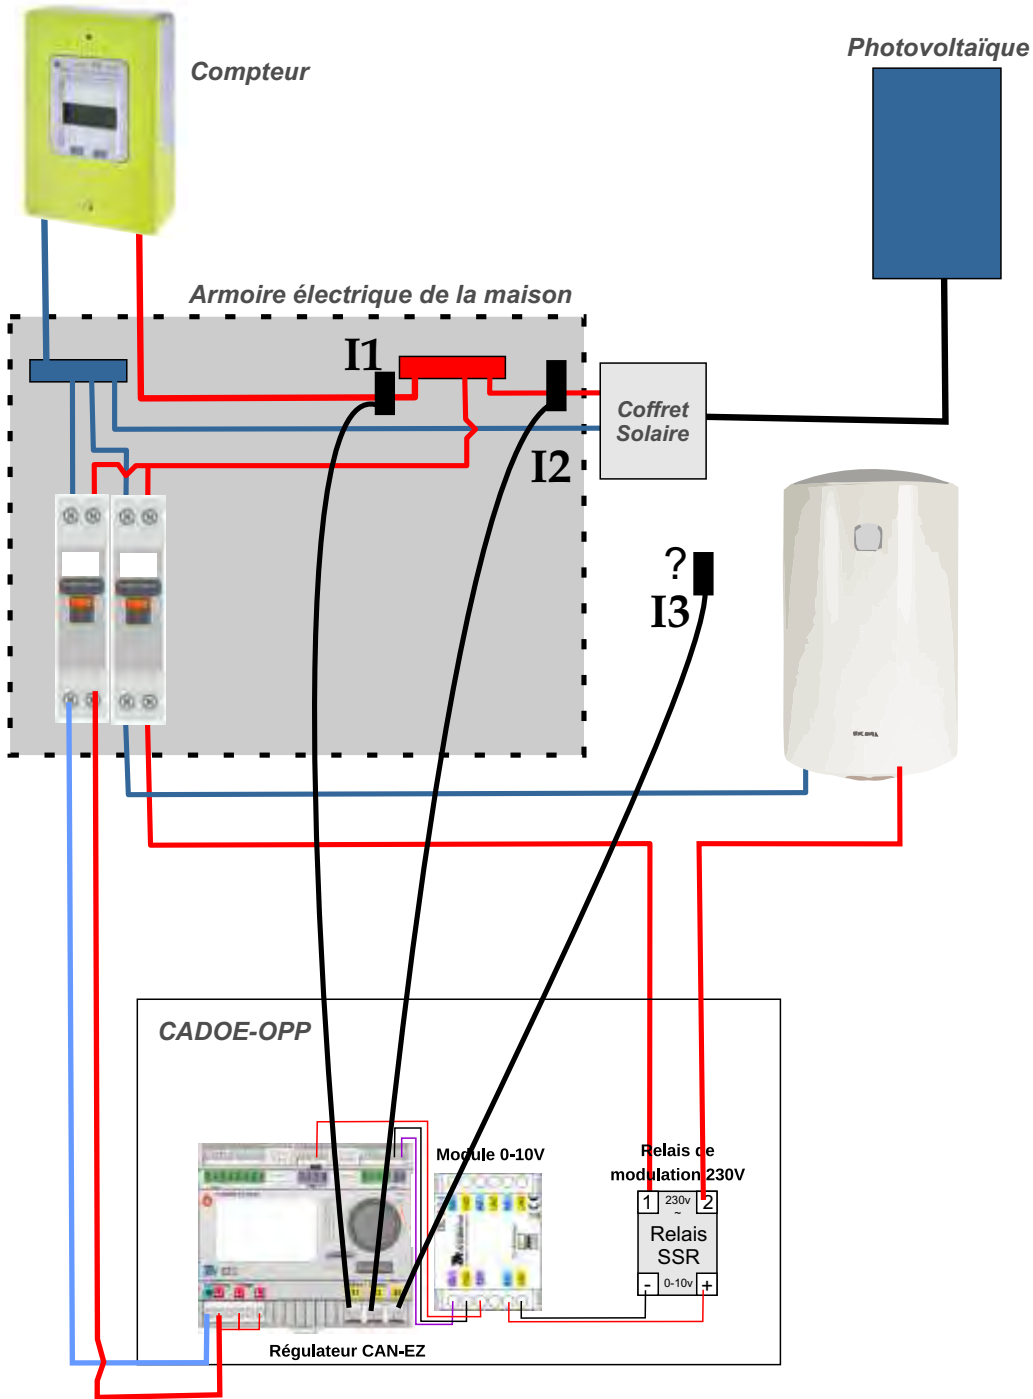 Compteur
Photovoltaïque
Armoire électrique de la maison
I1
I2
Coffret
Solaire
?
I3
CADOE-OPP
Module 0-10V
Relais de
modulation 230V
1
230v
~
2
Relais
SSR
-
0-10v
+
Régulateur CAN-EZ